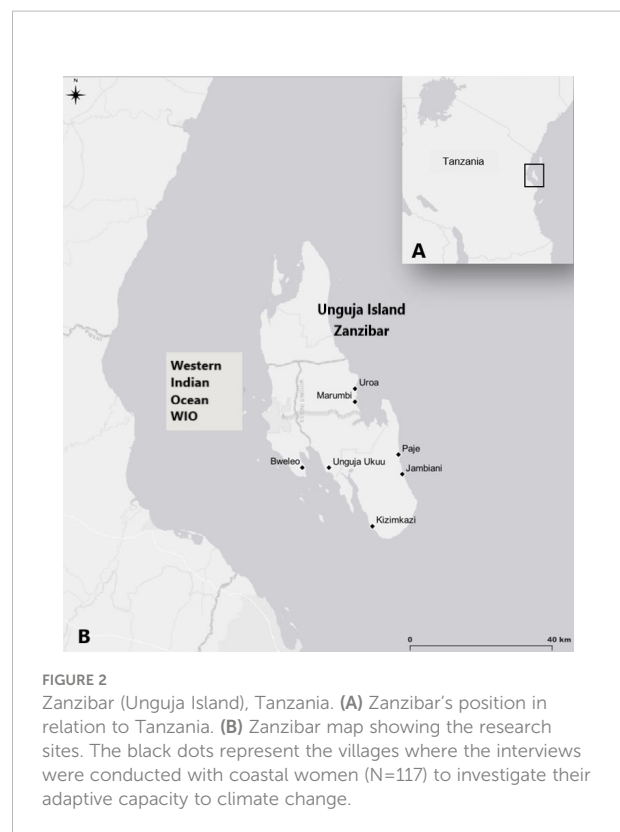 N
Tanzania
A
Unguja Island
Zanzibar
Western
Indian
Ocean
WIO
Uroa
Marumbi
Paje
Bweleo
Unguja Ukuu
Jambiani
Kizimkazi
B
0 40 km
FIGURE 2
Zanzibar (Unguja Island), Tanzania. (A) Zanzibar's position in
relation to Tanzania. (B) Zanzibar map showing the research
sites. The black dots represent the villages where the interviews
were conducted with coastal women (N=117) to investigate their
adaptive capacity to climate change.